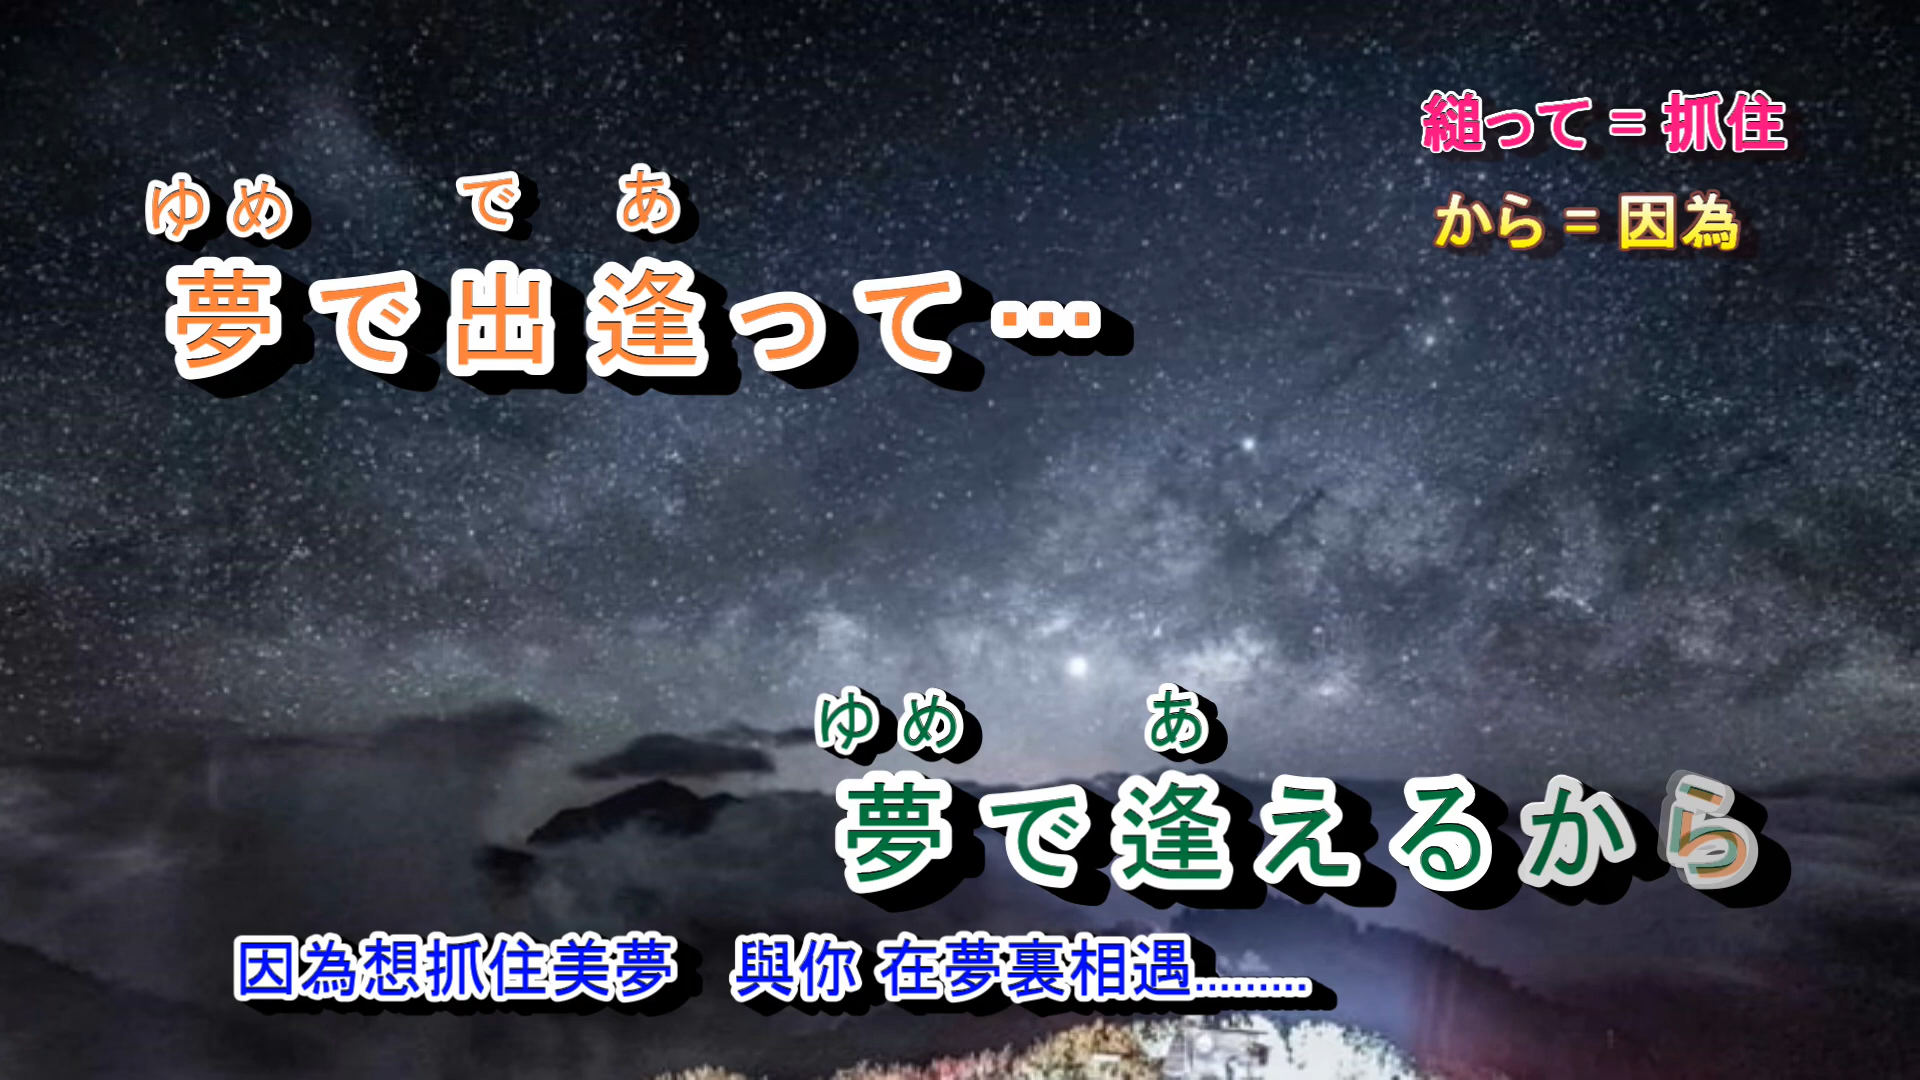 縋って = 抓住
から = 因為
ゆめ で あ
夢で出逢って…
ゆめ あ
夢で逢えるから
因為想抓住美夢 與你 在夢裏相遇.........